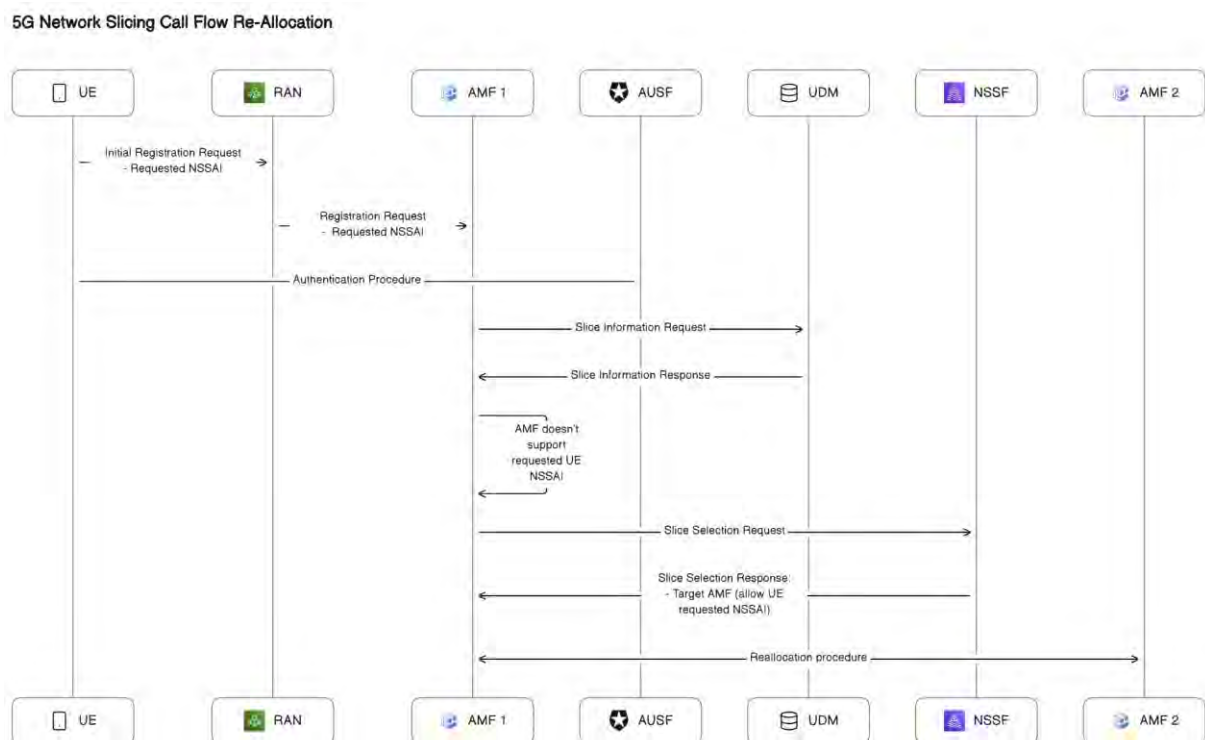 5G Network Slicing Call Flow Re-Allocation
UE
RAN
AMF 1
AUSF
UDM
NSSF
AMF 2
Initial Registration Request
- Requested NSSAI
Registration Request
- Requested NSSAI
Authentication Procedure
Slice Information Request
Slice Information Response
AMF doesn't
support
requested UE
NSSAI
Slice Selection Request
Slice Selection Response
- Target AMF (allow UE
requested NSSAI)
Reallocation procedure
UE
RAN
AMF 1
AUSF
UDM
NSSF
AMF 2